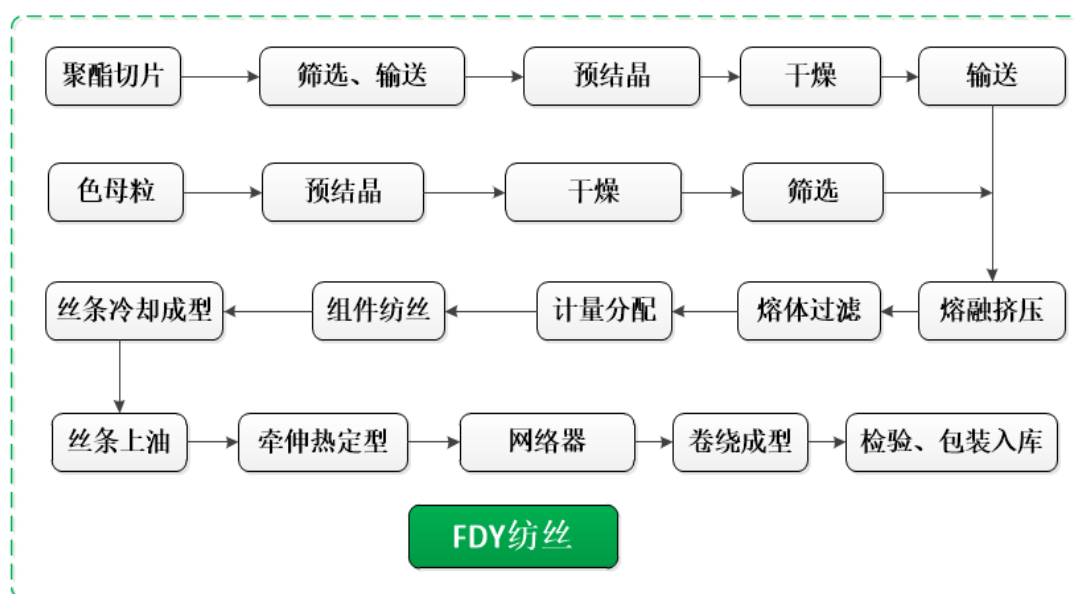 聚酯切片
筛选、输送
预结晶
干燥
输送
色母粒
预结晶
干燥
筛选
丝条冷却成型
组件纺丝
计量分配
熔体过滤
熔融挤压
丝条上油
牵伸热定型
网络器
卷绕成型
检验、包装入库
FDY纺丝